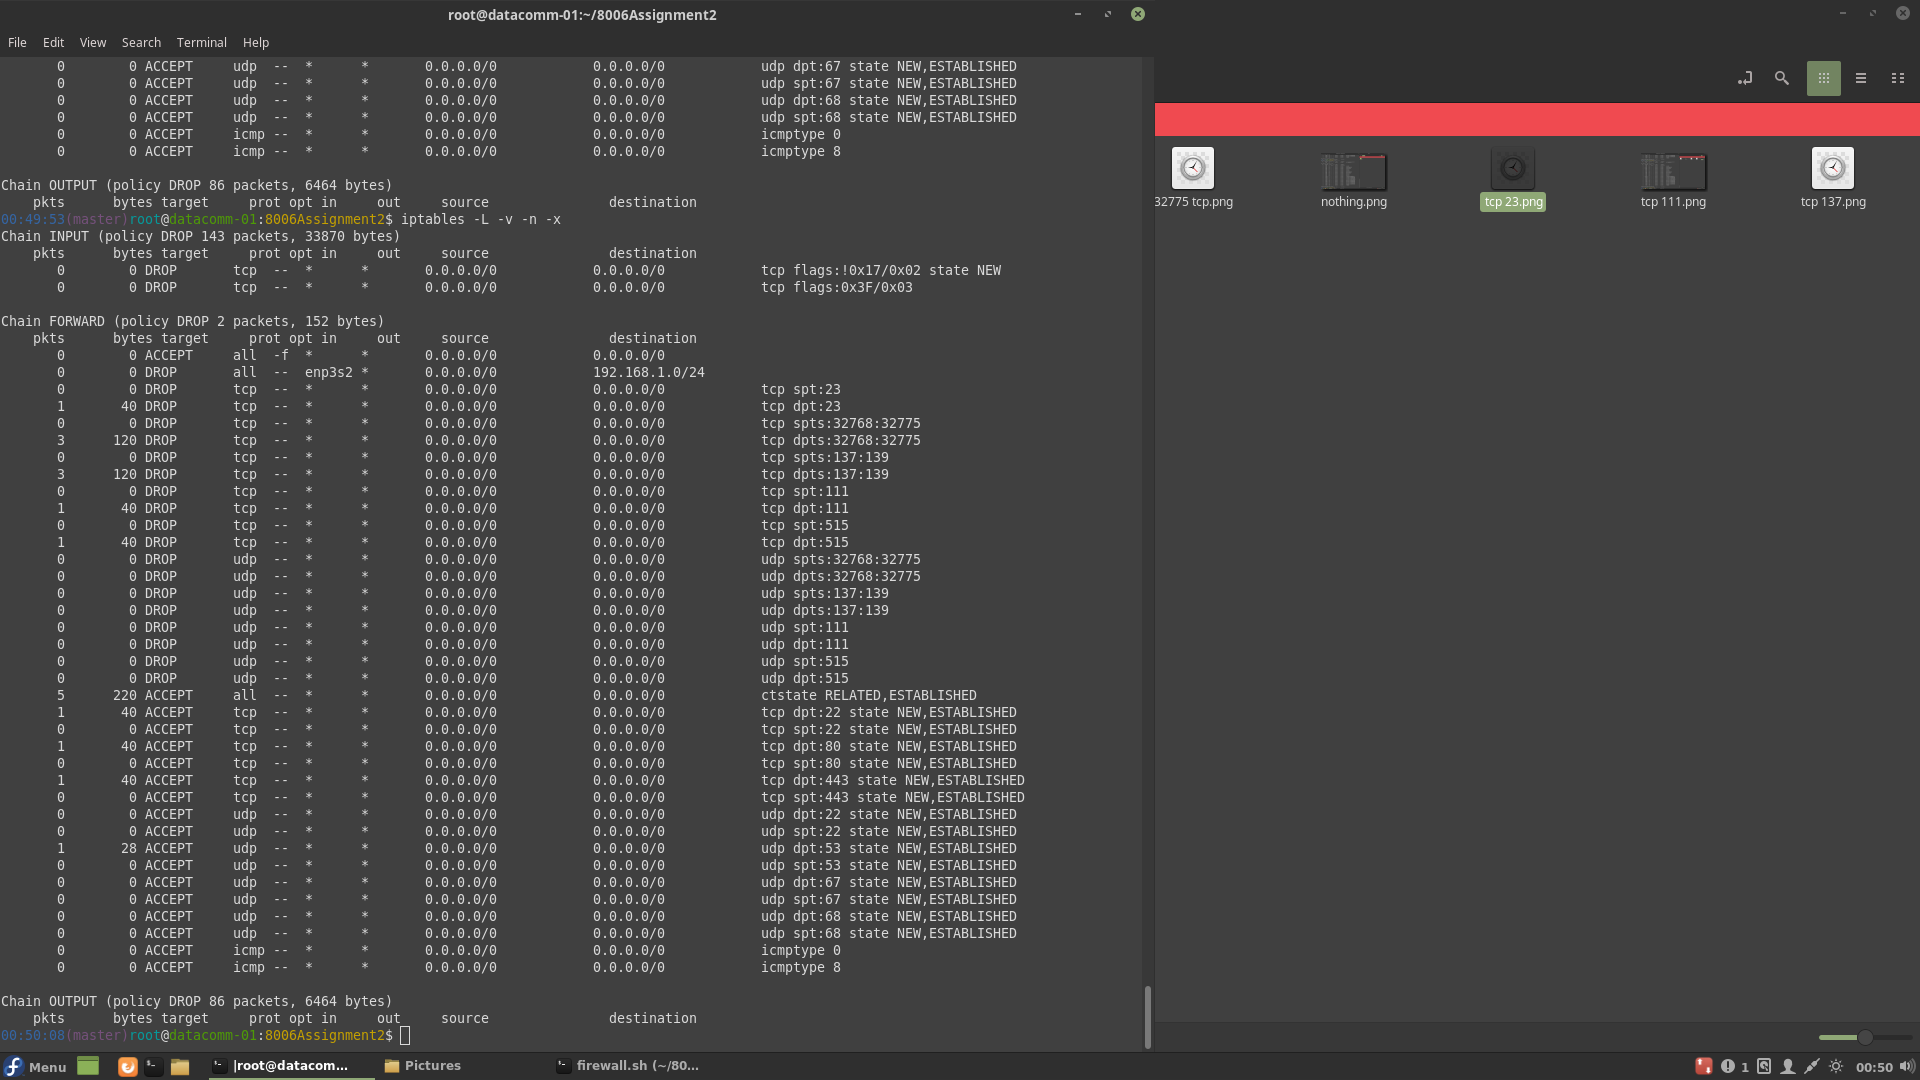 root@datacomm-01:~/8006Assignment2
File Edit View Search Terminal Help
0 0 ACCEPT udp -- * * 0.0.0.0/0 0.0.0.0/0 udp dpt:67 state NEW,ESTABLISHED
0 0 ACCEPT udp -- * * 0.0.0.0/0 0.0.0.0/0 udp spt:67 state NEW,ESTABLISHED
0 0 ACCEPT udp -- * * 0.0.0.0/0 0.0.0.0/0 udp dpt:68 state NEW,ESTABLISHED
0 0 ACCEPT udp -- * * 0.0.0.0/0 0.0.0.0/0 udp spt:68 state NEW,ESTABLISHED
0 0 ACCEPT icmp -- * * 0.0.0.0/0 0.0.0.0/0 icmptype 0
0 0 ACCEPT icmp -- * * 0.0.0.0/0 0.0.0.0/0 icmptype 8
Chain OUTPUT (policy DROP 86 packets, 6464 bytes)
pkts bytes target prot opt in out source destination
00:49:53(master)root@datacomm-01:8006Assignment2$ iptables -L -v -n -x
Chain INPUT (policy DROP 143 packets, 33870 bytes)
pkts bytes target prot opt in out source destination
0 0 DROP tcp -- * * 0.0.0.0/0 0.0.0.0/0 tcp flags:!0x17/0x02 state NEW
0 0 DROP tcp -- * * 0.0.0.0/0 0.0.0.0/0 tcp flags:0x3F/0x03
Chain FORWARD (policy DROP 2 packets, 152 bytes)
pkts bytes target prot opt in out source destination
0 0 ACCEPT all -f * * 0.0.0.0/0 0.0.0.0/0
0 0 DROP all -- enp3s2 * 0.0.0.0/0 192.168.1.0/24
0 0 DROP tcp -- * * 0.0.0.0/0 0.0.0.0/0 tcp spt:23
1 40 DROP tcp -- * * 0.0.0.0/0 0.0.0.0/0 tcp dpt:23
0 0 DROP tcp -- * * 0.0.0.0/0 0.0.0.0/0 tcp spts:32768:32775
3 120 DROP tcp -- * * 0.0.0.0/0 0.0.0.0/0 tcp dpts:32768:32775
0 0 DROP tcp -- * * 0.0.0.0/0 0.0.0.0/0 tcp spts:137:139
3 120 DROP tcp -- * * 0.0.0.0/0 0.0.0.0/0 tcp dpts:137:139
0 0 DROP tcp -- * * 0.0.0.0/0 0.0.0.0/0 tcp spt:111
1 40 DROP tcp -- * * 0.0.0.0/0 0.0.0.0/0 tcp dpt:111
0 0 DROP tcp -- * * 0.0.0.0/0 0.0.0.0/0 tcp spt:515
1 40 DROP tcp -- * * 0.0.0.0/0 0.0.0.0/0 tcp dpt:515
0 0 DROP udp -- * * 0.0.0.0/0 0.0.0.0/0 udp spts:32768:32775
0 0 DROP udp -- * * 0.0.0.0/0 0.0.0.0/0 udp dpts:32768:32775
0 0 DROP udp -- * * 0.0.0.0/0 0.0.0.0/0 udp spts:137:139
0 0 DROP udp -- * * 0.0.0.0/0 0.0.0.0/0 udp dpts:137:139
0 0 DROP udp -- * * 0.0.0.0/0 0.0.0.0/0 udp spt:111
0 0 DROP udp -- * * 0.0.0.0/0 0.0.0.0/0 udp dpt:111
0 0 DROP udp -- * * 0.0.0.0/0 0.0.0.0/0 udp spt:515
0 0 DROP udp -- * * 0.0.0.0/0 0.0.0.0/0 udp dpt:515
5 220 ACCEPT all -- * * 0.0.0.0/0 0.0.0.0/0 ctstate RELATED,ESTABLISHED
1 40 ACCEPT tcp -- * * 0.0.0.0/0 0.0.0.0/0 tcp dpt:22 state NEW,ESTABLISHED
0 0 ACCEPT tcp -- * * 0.0.0.0/0 0.0.0.0/0 tcp spt:22 state NEW,ESTABLISHED
1 40 ACCEPT tcp -- * * 0.0.0.0/0 0.0.0.0/0 tcp dpt:80 state NEW,ESTABLISHED
0 0 ACCEPT tcp -- * * 0.0.0.0/0 0.0.0.0/0 tcp spt:80 state NEW,ESTABLISHED
1 40 ACCEPT tcp -- * * 0.0.0.0/0 0.0.0.0/0 tcp dpt:443 state NEW,ESTABLISHED
0 0 ACCEPT tcp -- * * 0.0.0.0/0 0.0.0.0/0 tcp spt:443 state NEW,ESTABLISHED
0 0 ACCEPT udp -- * * 0.0.0.0/0 0.0.0.0/0 udp dpt:22 state NEW,ESTABLISHED
0 0 ACCEPT udp -- * * 0.0.0.0/0 0.0.0.0/0 udp spt:22 state NEW,ESTABLISHED
1 28 ACCEPT udp -- * * 0.0.0.0/0 0.0.0.0/0 udp dpt:53 state NEW,ESTABLISHED
0 0 ACCEPT udp -- * * 0.0.0.0/0 0.0.0.0/0 udp spt:53 state NEW,ESTABLISHED
0 0 ACCEPT udp -- * * 0.0.0.0/0 0.0.0.0/0 udp dpt:67 state NEW,ESTABLISHED
0 0 ACCEPT udp -- * * 0.0.0.0/0 0.0.0.0/0 udp spt:67 state NEW,ESTABLISHED
0 0 ACCEPT udp -- * * 0.0.0.0/0 0.0.0.0/0 udp dpt:68 state NEW,ESTABLISHED
0 0 ACCEPT udp -- * * 0.0.0.0/0 0.0.0.0/0 udp spt:68 state NEW,ESTABLISHED
0 0 ACCEPT icmp -- * * 0.0.0.0/0 0.0.0.0/0 icmptype 0
0 0 ACCEPT icmp -- * * 0.0.0.0/0 0.0.0.0/0 icmptype 8
Chain OUTPUT (policy DROP 86 packets, 6464 bytes)
pkts bytes target prot opt in out source destination
00:50:08(master)root@datacomm-01:8006Assignment2$
32775 tcp.png nothing.png tcp 23.png tcp 111.png tcp 137.png
Menu |root@datacom... Pictures firewall.sh (~/80... 1 00:50